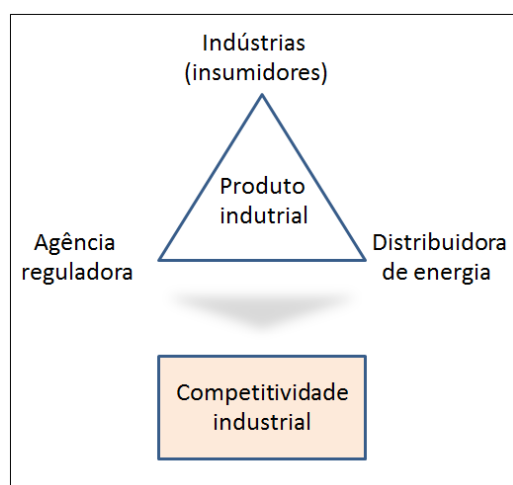 Indústrias
(insumidores)
Produto
indutrial
Agência
reguladora
Distribuidora
de energia
Competitividade
industrial